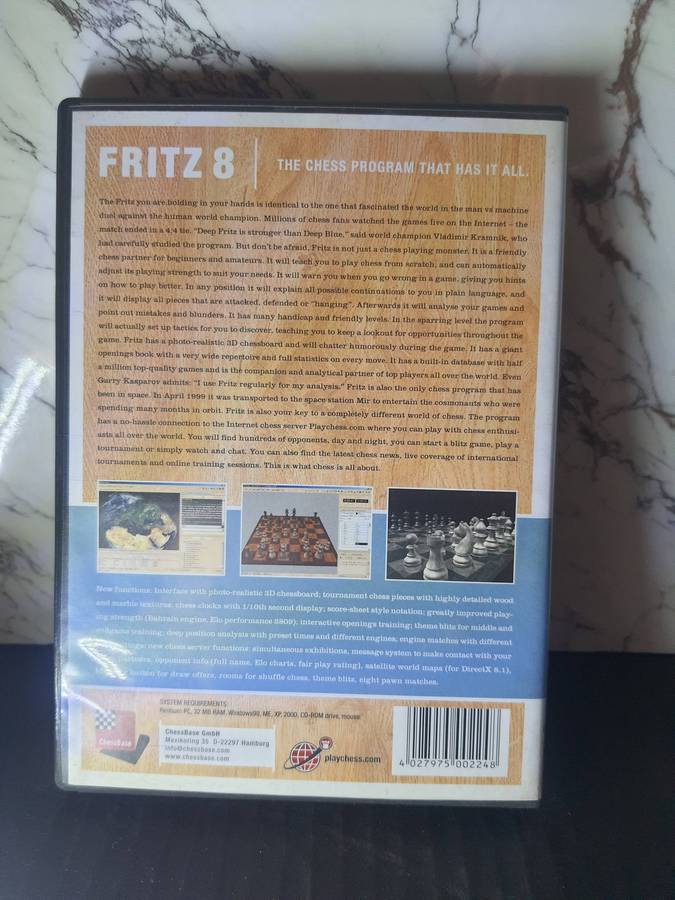 FRITZ 8
THE CHESS PROGRAM THAT HAS IT ALL.
The Fritz you are holding in your hands is identical to the one that fascinated the world in the man vs machine
duel against the human world champion. Millions of chess fans watched the games live on the Internet – the
match ended in a 4:4 tie. "Deep Fritz is stronger than Deep Blue," said world champion Vladimir Kramnik, who
had carefully studied the program. But don't be afraid, Fritz is not just a chess playing monster. It is a friendly
chess partner for beginners and amateurs. It will teach you to play chess from scratch, and can automatically
adjust its playing strength to suit your needs. It will warn you when you go wrong in a game, giving you hints
on how to play better. In any position it will explain all possible continuations to you in plain language, and
it will display all pieces that are attacked, defended or "hanging". Afterwards it will analyse your games and
point out mistakes and blunders. It has many handicap and friendly levels. In the sparring level the program
will actually set up tactics for you to discover, teaching you to keep a lookout for opportunities throughout the
game. Fritz has a photo-realistic 3D chessboard and will chatter humorously during the game. It has a giant
openings book with a very wide repertoire and full statistics on every move. It has a built-in database with half
a million top-quality games and is the companion and analytical partner of top players all over the world. Even
Garry Kasparov admits: "I use Fritz regularly for my analysis." Fritz is also the only chess program that has
been in space. In April 1999 it was transported to the space station Mir to entertain the cosmonauts who were
spending many months in orbit. Fritz is also your key to a completely different world of chess. The program
has a no-hassle connection to the Internet chess server Playchess.com where you can play with chess enthusi-
asts all over the world. You will find hundreds of opponents, day and night, you can start a blitz game, play a
tournament or simply watch and chat. You can also find the latest chess news, live coverage of international
tournaments and online training sessions. This is what chess is all about.
New functions: Interface with photo-realistic 3D chessboard; tournament chess pieces with highly detailed wood
and marble textures; chess clocks with 1/10th second display; score-sheet style notation; greatly improved play-
ing strength (Bahrain engine, Elo performance 2809); interactive openings training; theme blitz for middle and
endgame training; deep position analysis with preset times and different engines; engine matches with different
new chess server functions: simultaneous exhibitions, message system to make contact with your
partners, opponent info (full name, Elo charts, fair play rating), satellite world maps (for DirectX 8.1),
button for draw offers, rooms for shuffle chess, theme blitz, eight pawn matches.
SYSTEM REQUIREMENTS:
Pentium PC, 32 MB RAM, Windows98, ME, XP, 2000, CD-ROM drive, mouse
ChessBase
ChessBase GmbH
Mexikoring 35 D-22297 Hamburg
info@chessbase.com
www.chessbase.com
playchess.com
4 027975 002248